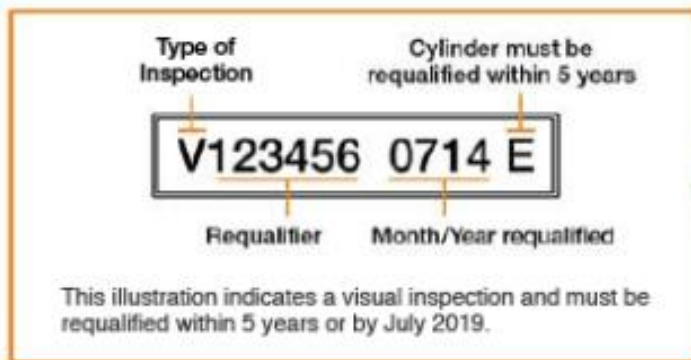 Type of
Inspection
Cylinder must be
requalified within 5 years
V123456 0714 E
Requalifier
Month/Year requalified
This illustration indicates a visual inspection and must be
requalified within 5 years or by July 2019.